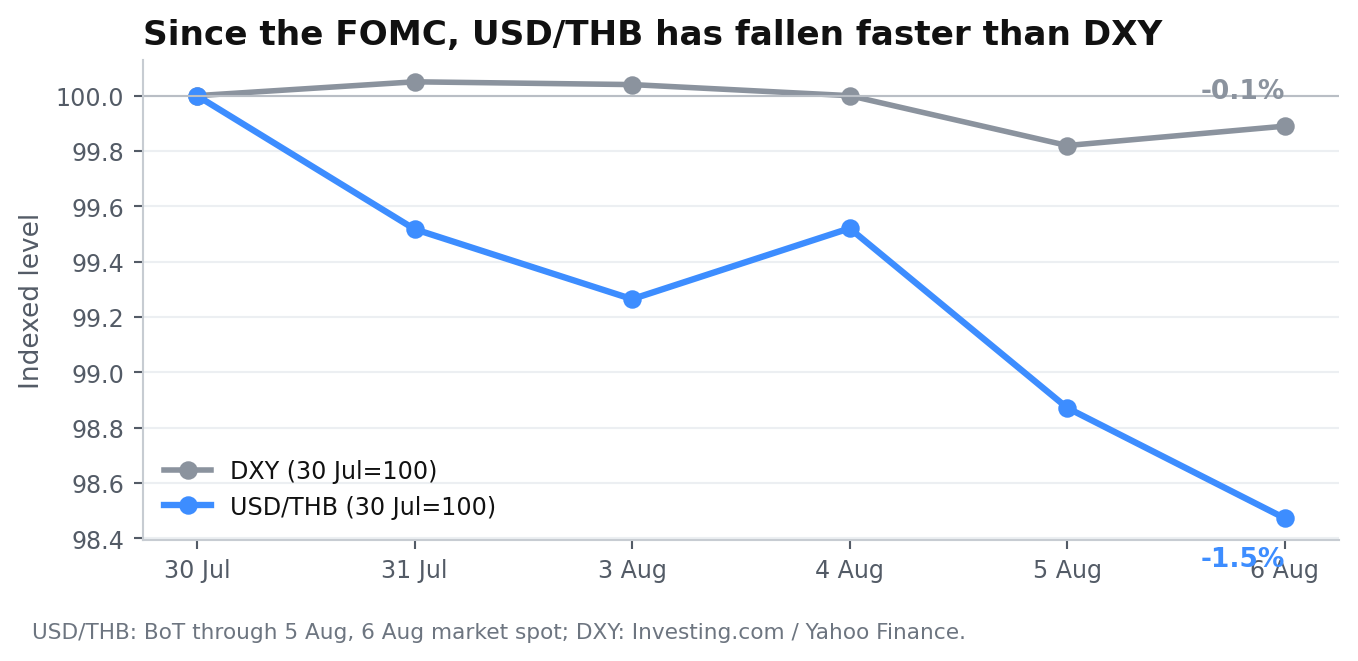 Since the FOMC, USD/THB has fallen faster than DXY
Indexed level
100.0
99.8
99.6
99.4
99.2
99.0
98.8
98.6
98.4
-0.1%
-1.5%
DXY (30 Jul=100)
USD/THB (30 Jul=100)
30 Jul
31 Jul
3 Aug
4 Aug
5 Aug
6 Aug
USD/THB: BoT through 5 Aug, 6 Aug market spot; DXY: Investing.com / Yahoo Finance.